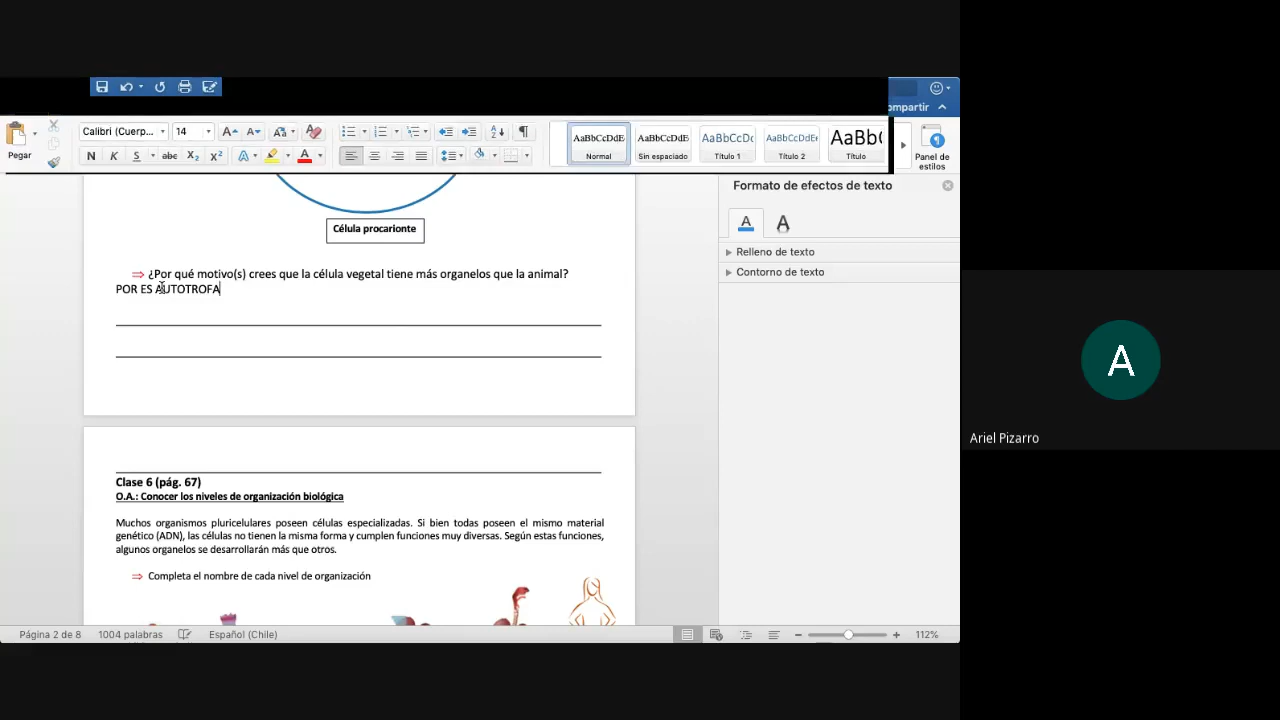 ompartir
Pegar
Calibri (Cuerp...
14
N K S abc X₂ X²
AaBbCcDdE
Normal
AaBbCcDdE
Sin espaciado
AaBbCcDc
Título 1
AaBbCcDdEe
Título 2
AaBb(
Título
Panel de
estilos
Formato de efectos de texto
Relleno de texto
Contorno de texto
Célula procarionte
⇒ ¿Por qué motivo(s) crees que la célula vegetal tiene más organelos que la animal?
POR ES AUTOTROFA
Clase 6 (pág. 67)
O.A.: Conocer los niveles de organización biológica
Muchos organismos pluricelulares poseen células especializadas. Si bien todas poseen el mismo material
genético (ADN), las células no tienen la misma forma y cumplen funciones muy diversas. Según estas funciones,
algunos organelos se desarrollarán más que otros.
⇒ Completa el nombre de cada nivel de organización
Página 2 de 8
1004 palabras
Español (Chile)
112%
A
Ariel Pizarro